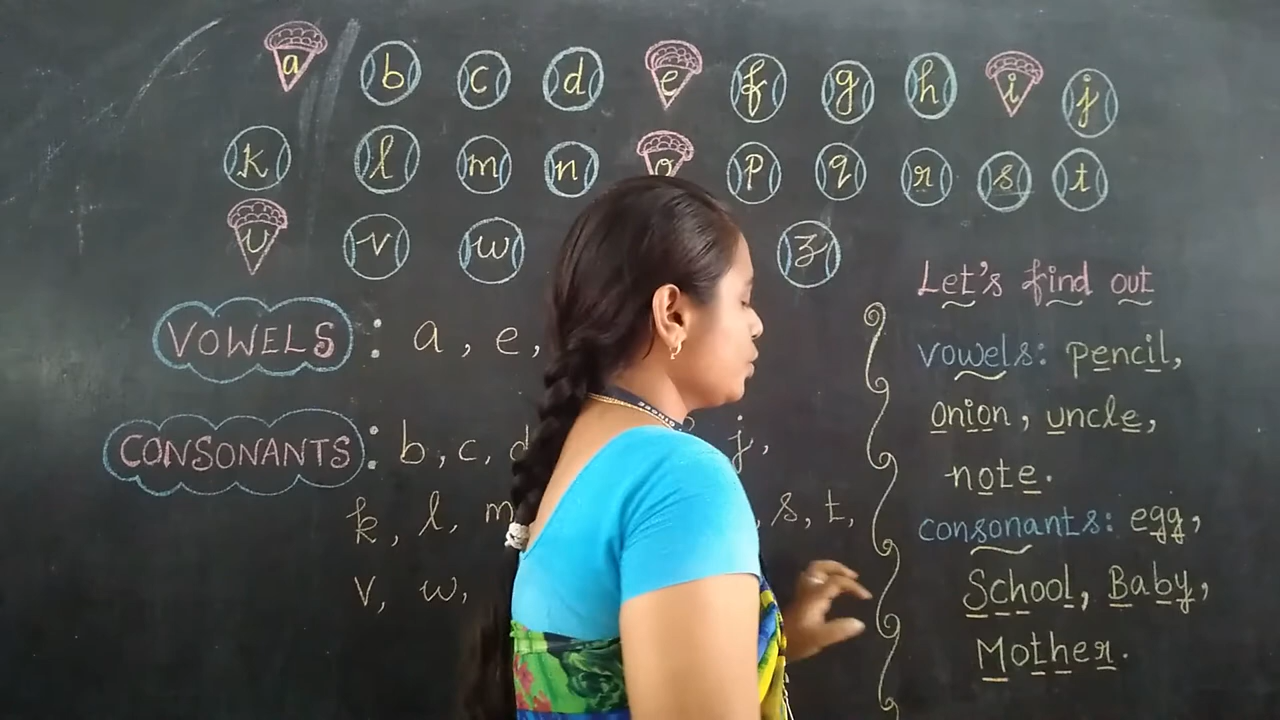 a b c d e f g h i j
k l m n o p q r s t
u v w z
VOWELS : a, e,
CONSONANTS : b, c, d j,
k, l, m s, t,
v, w,
Let's find out
vowels: pencil,
onion, uncle,
note.
consonants: egg,
School, Baby,
Mother.